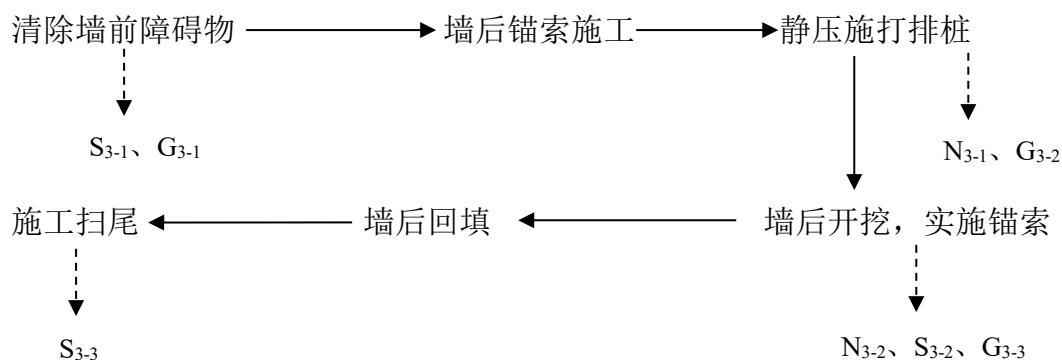 清除墙前障碍物 墙后锚索施工 静压施打排桩
S3-1、G3-1 N3-1、G3-2
施工扫尾 墙后回填 墙后开挖，实施锚索
S3-3 N3-2、S3-2、G3-3